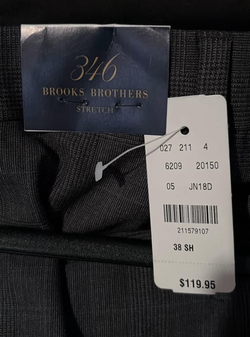 346
BROOKS BROTHERS
STRETCH
027 211 4
6209 20150
05 JN18D
211579107
38 SH
$119.95